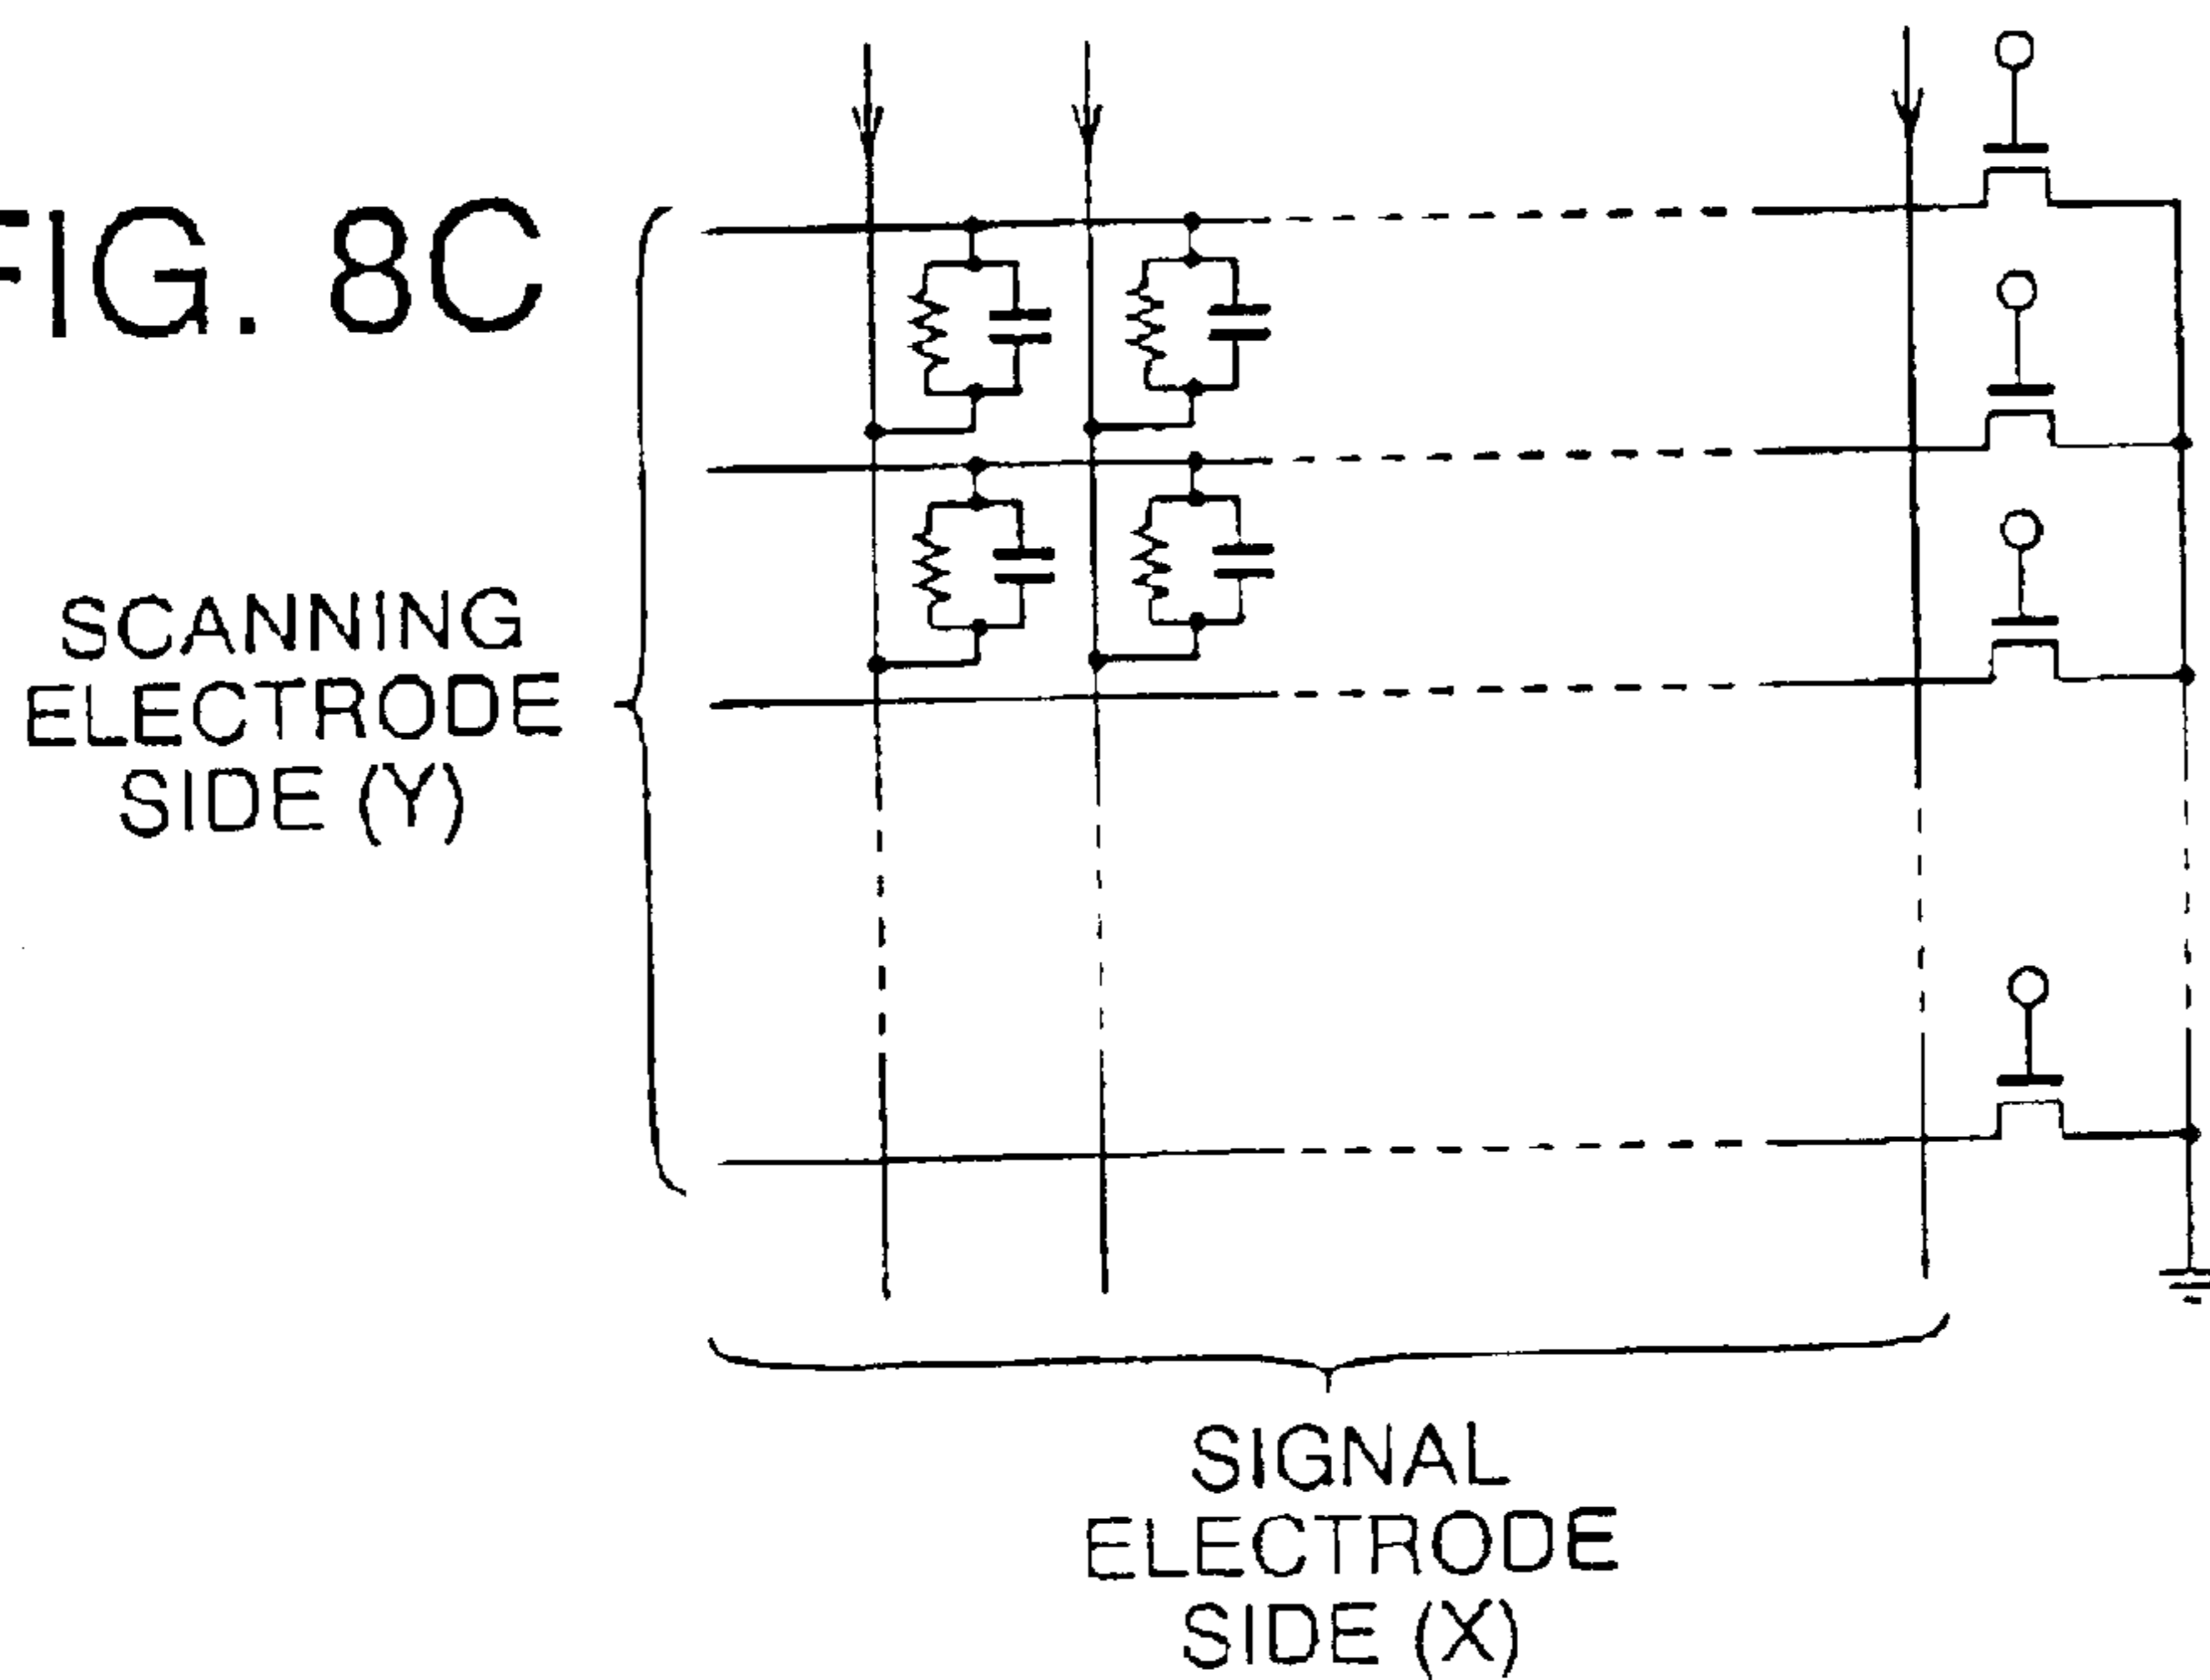 FIG. 8C
SCANNING
ELECTRODE
SIDE (Y)
SIGNAL
ELECTRODE
SIDE (X)